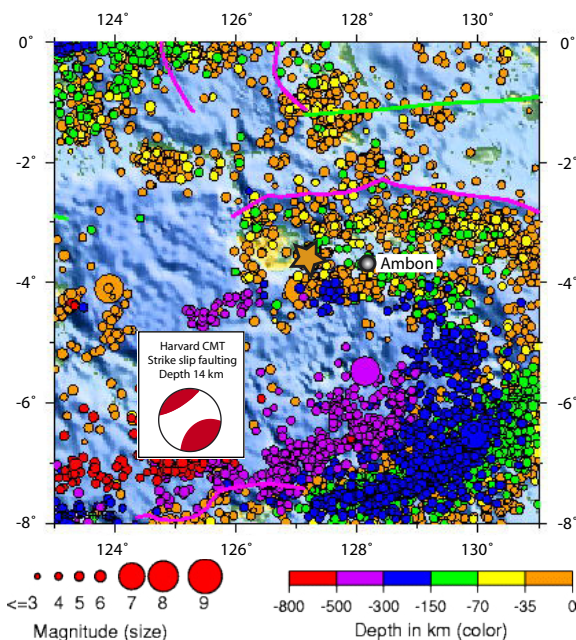 124˚ 126˚ 128˚ 130˚
0˚ 0˚
-2˚ -2˚
Ambon
-4˚ -4˚
Harvard CMT
Strike slip faulting
Depth 14 km
-6˚ -6˚
-8˚ -8˚
124˚ 126˚ 128˚ 130˚
<=3 4 5 6 7 8 9
Magnitude (size)
-800 -500 -300 -150 -70 -35 0
Depth in km (color)